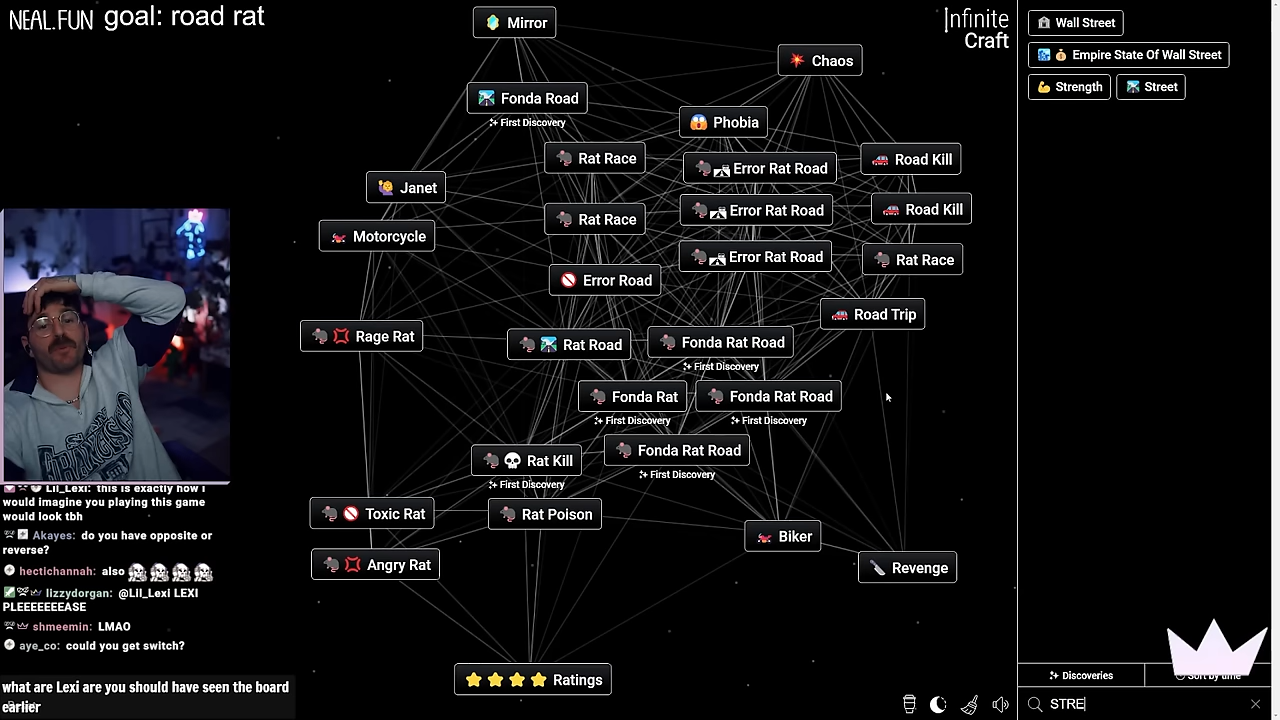 NEAL.FUN goal: road rat
Infinite
Craft
Mirror
Chaos
Fonda Road
First Discovery
Phobia
Rat Race
Error Rat Road
Road Kill
Janet
Rat Race
Error Rat Road
Road Kill
Motorcycle
Error Rat Road
Rat Race
Error Road
Road Trip
Rage Rat
Rat Road
Fonda Rat Road
First Discovery
Fonda Rat
First Discovery
Fonda Rat Road
First Discovery
Rat Kill
First Discovery
Fonda Rat Road
First Discovery
Toxic Rat
Rat Poison
Biker
Angry Rat
Revenge
Ratings
Wall Street
Empire State Of Wall Street
Strength
Street
Discoveries
Sort by time
STRE
Lil_Lexi: this is exactly how I
would imagine you playing this game
would look tbh
Akayes: do you have opposite or
reverse?
hectichannah: also
lizzydorgan: @Lil_Lexi LEXI
PLEEEEEEEASE
shmeemin: LMAO
aye_co: could you get switch?
what are Lexi are you should have seen the board
earlier